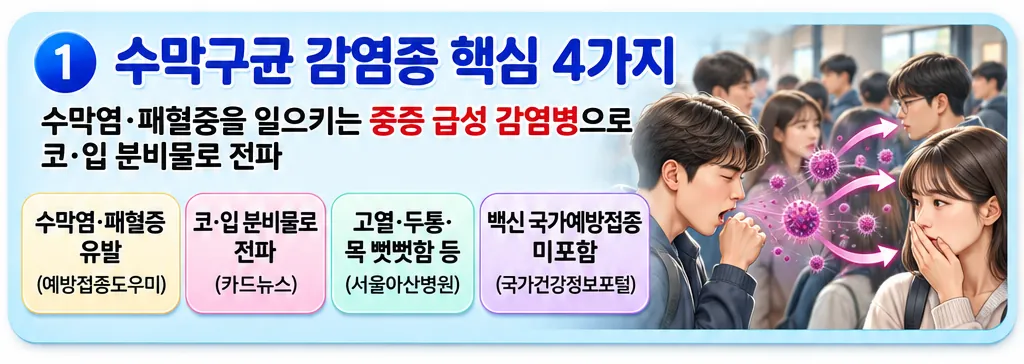 1 수막구균 감염종 핵심 4가지
수막염·패혈중을 일으키는 중증 급성 감염병으로
코·입 분비물로 전파
수막염·패혈증
유발
(예방접종도우미)
코·입 분비물로
전파
(카드뉴스)
고열·두통·
목 뻣뻣함 등
(서울아산병원)
백신 국가예방접종
미포함
(국가건강정보포털)